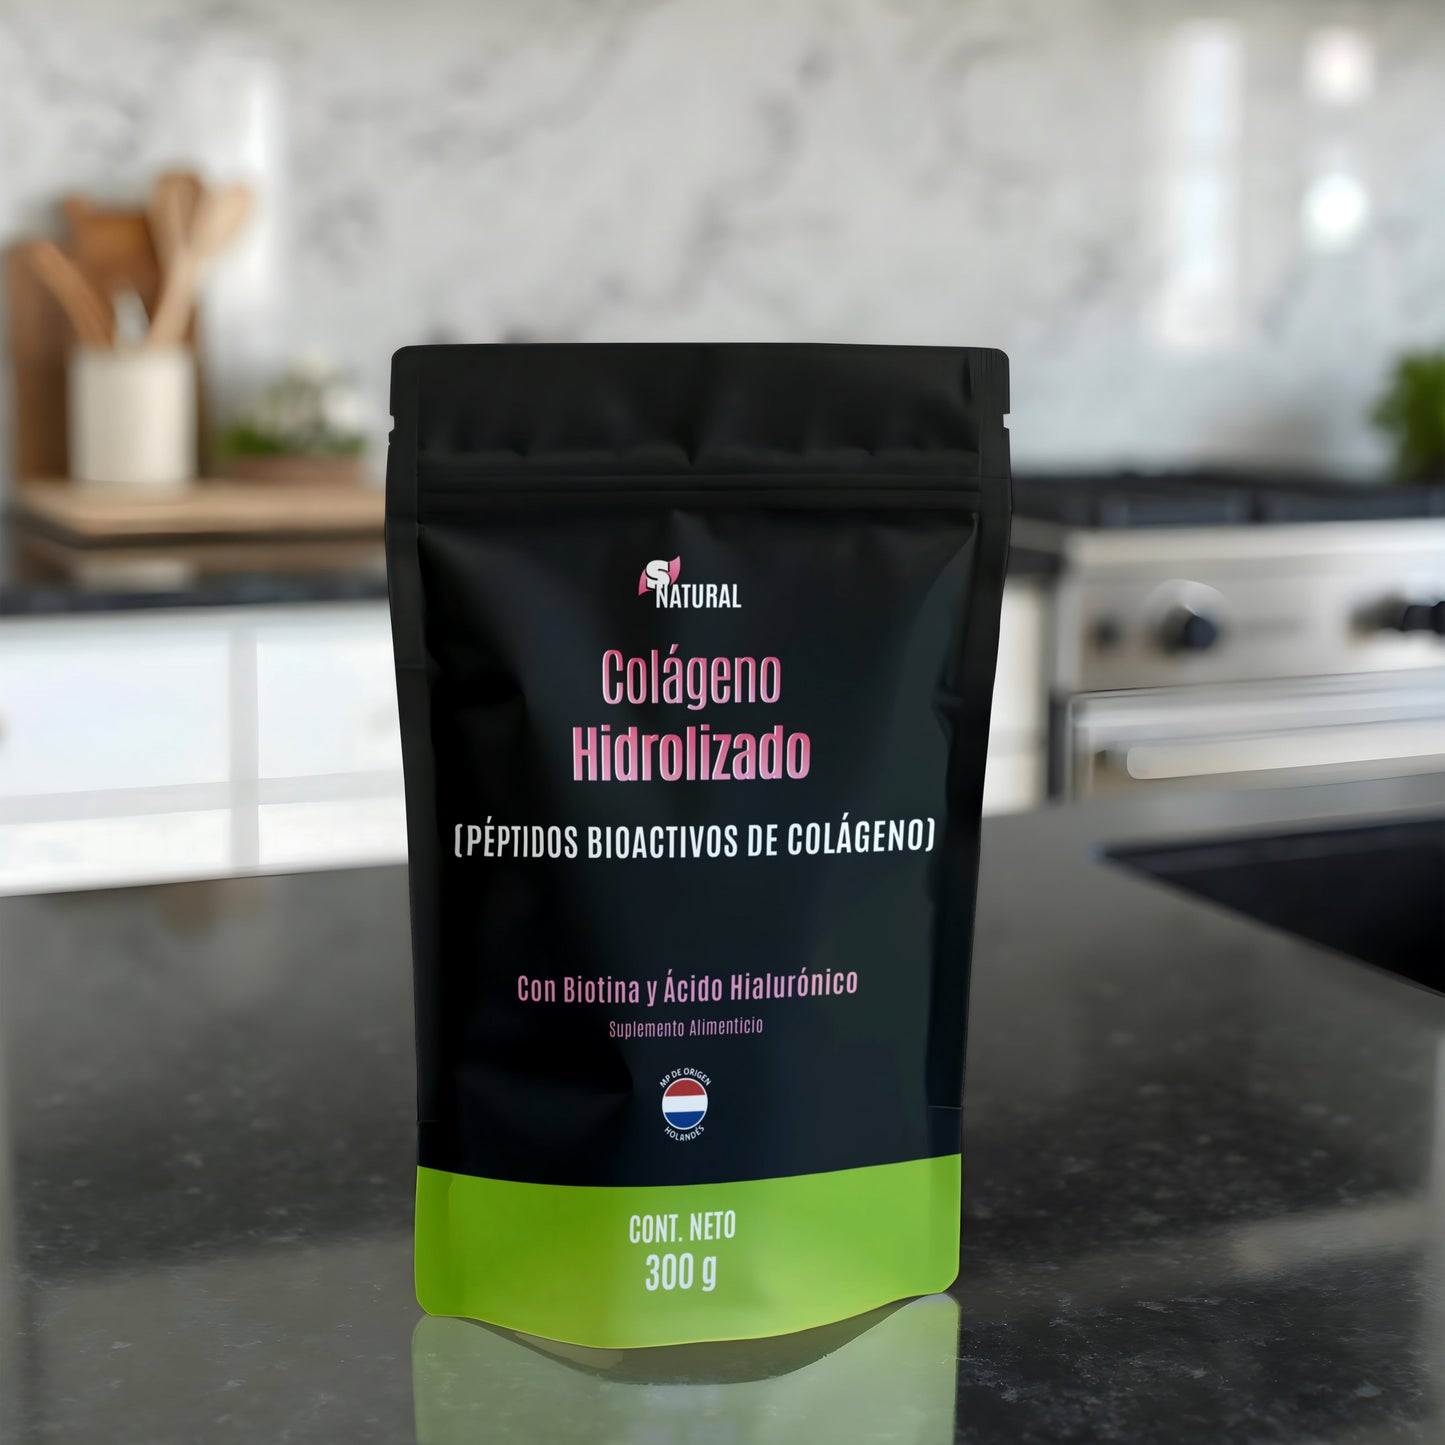 S
NATURAL
Colágeno
Hidrolizado
(PÉPTIDOS BIOACTIVOS DE COLÁGENO)
Con Biotina y Ácido Hialurónico
Suplemento Alimenticio
MP DE ORIGEN
HOLANDÉS
CONT. NETO
300 g